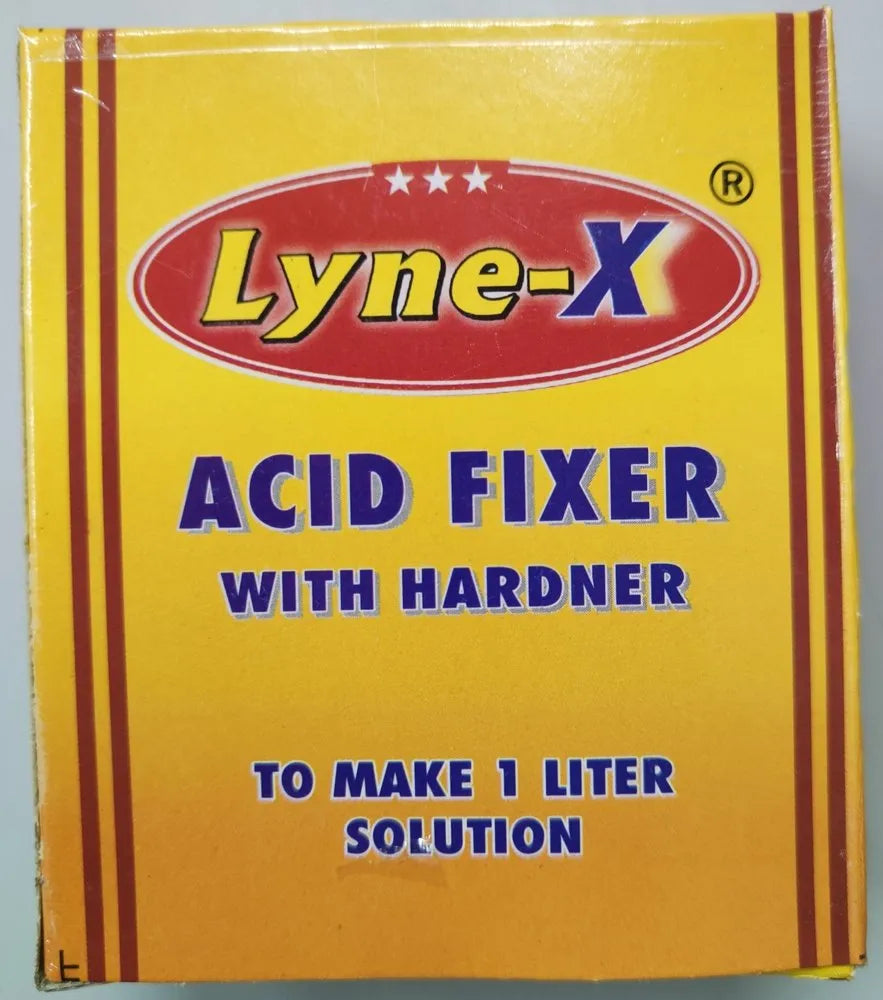 Lyne-X ®
ACID FIXER
WITH HARDNER
TO MAKE 1 LITER
SOLUTION